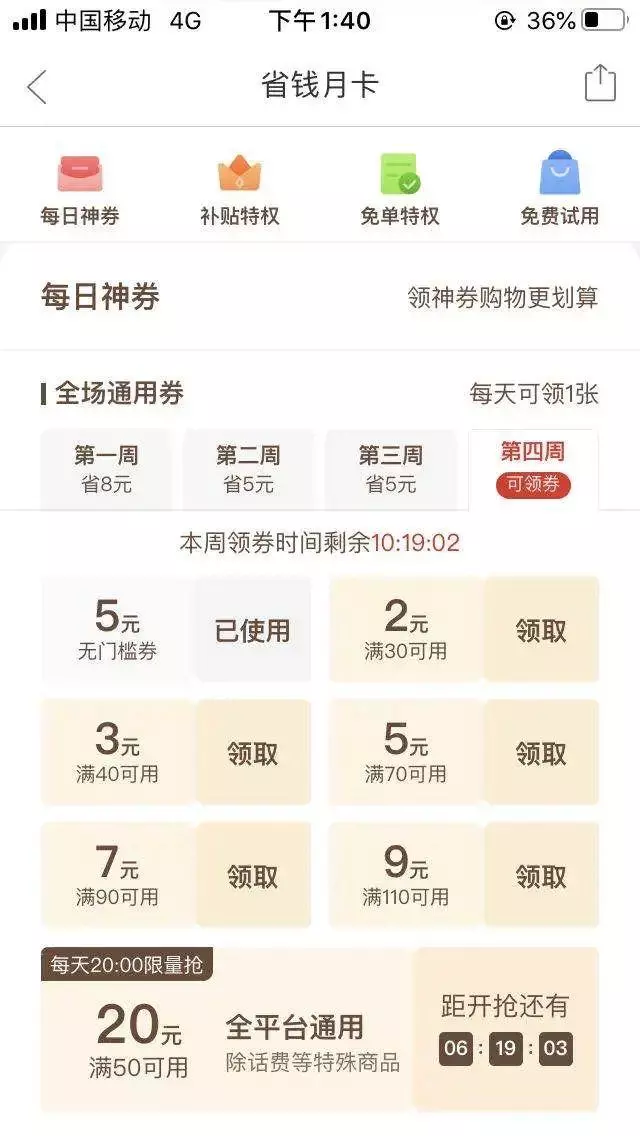 中国移动 4G 下午1:40 36%
省钱月卡
每日神券 补贴特权 免单特权 免费试用
每日神券 领神券购物更划算
全场通用券 每天可领1张
第一周 第二周 第三周 第四周
省8元 省5元 省5元 可领券
本周领券时间剩余10:19:02
5元 已使用 2元 领取
无门槛券 满30可用
3元 领取 5元 领取
满40可用 满70可用
7元 领取 9元 领取
满90可用 满110可用
每天20:00限量抢
20元 全平台通用 距开抢还有
满50可用 除话费等特殊商品 06:19:03